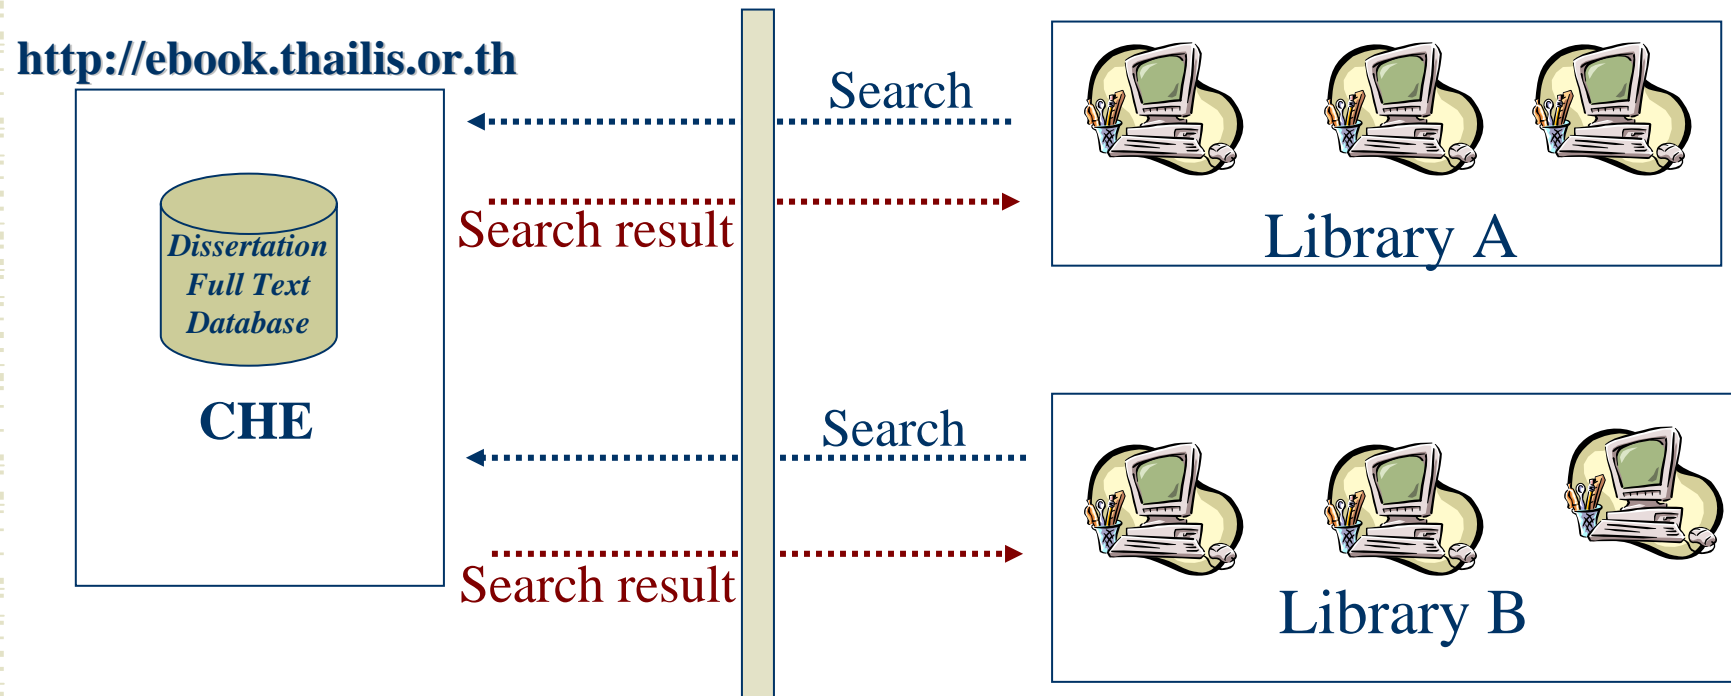 http://ebook.thailis.or.th
Dissertation
Full Text
Database
CHE
Search
Search result
Library A
Search
Search result
Library B